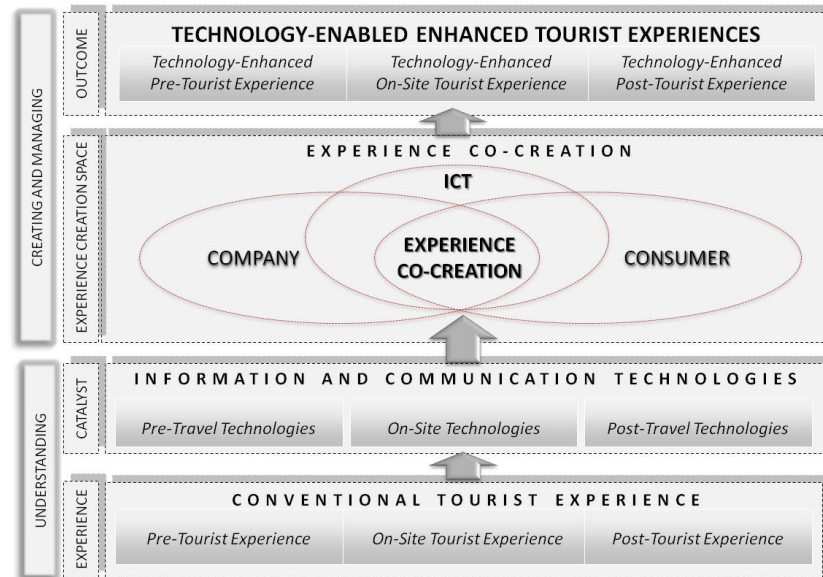 CREATING AND MANAGING
OUTCOME
TECHNOLOGY-ENABLED ENHANCED TOURIST EXPERIENCES
Technology-Enhanced
Pre-Tourist Experience
Technology-Enhanced
On-Site Tourist Experience
Technology-Enhanced
Post-Tourist Experience
EXPERIENCE CREATION SPACE
EXPERIENCE CO-CREATION
ICT
COMPANY
EXPERIENCE
CO-CREATION
CONSUMER
UNDERSTANDING
CATALYST
INFORMATION AND COMMUNICATION TECHNOLOGIES
Pre-Travel Technologies
On-Site Technologies
Post-Travel Technologies
EXPERIENCE
CONVENTIONAL TOURIST EXPERIENCE
Pre-Tourist Experience
On-Site Tourist Experience
Post-Tourist Experience